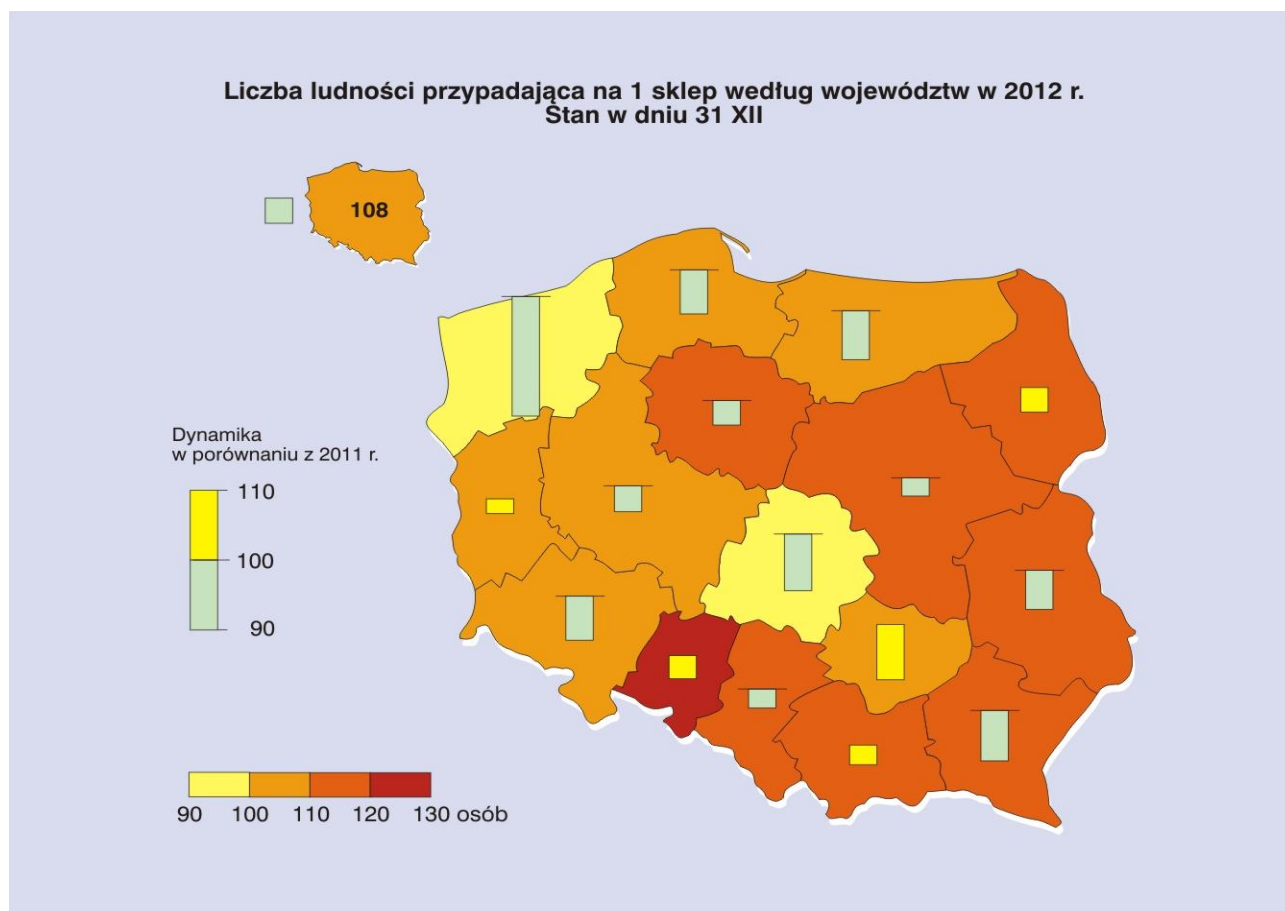 Liczba ludności przypadająca na 1 sklep według województw w 2012 r.
Stan w dniu 31 XII
108
Dynamika
w porównaniu z 2011 r.
110
100
90
90 100 110 120 130 osób